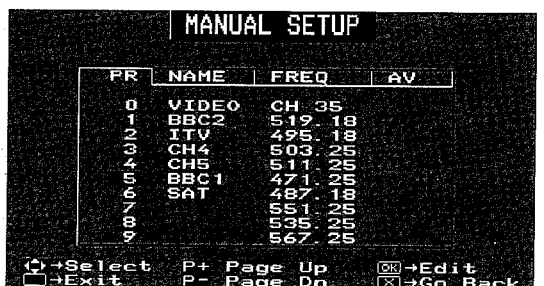 MANUAL SETUP
PR NAME FREQ AV
0 VIDEO CH 35
1 BBC2 519.18
2 ITV 495.18
3 CH4 503.25
4 CH5 511.25
5 BBC1 471.25
6 SAT 487.18
7 551.25
8 535.25
9 567.25
→Select P+ Page Up OK →Edit
→Exit P- Page Dn X →Go Back